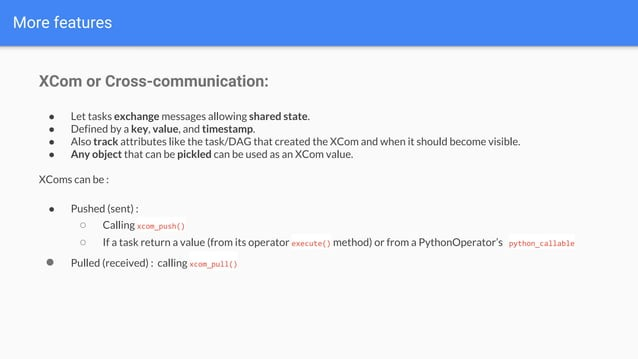 More features
XCom or Cross-communication:
● Let tasks exchange messages allowing shared state.
● Defined by a key, value, and timestamp.
● Also track attributes like the task/DAG that created the XCom and when it should become visible.
● Any object that can be pickled can be used as an XCom value.
XComs can be :
● Pushed (sent) :
○ Calling xcom_push()
○ If a task return a value (from its operator execute() method) or from a PythonOperator’s python_callable
● Pulled (received) : calling xcom_pull()